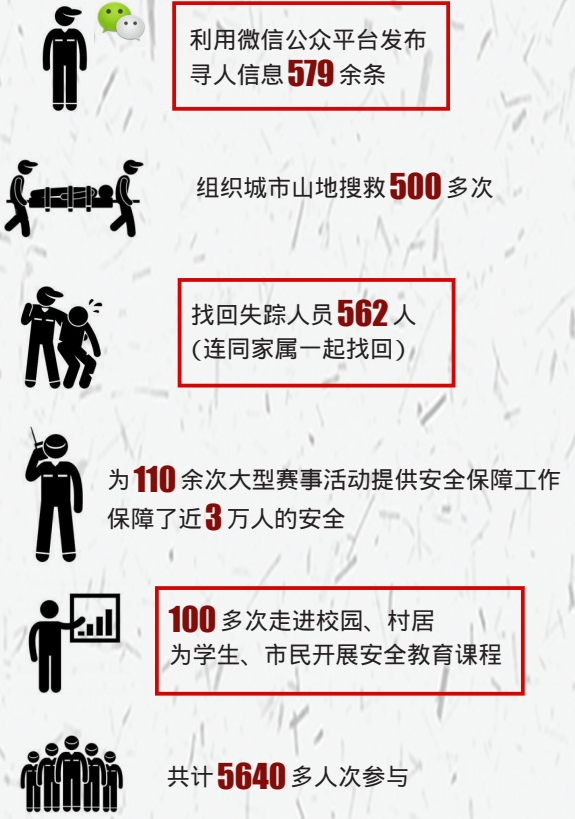 利用微信公众平台发布
寻人信息579余条
组织城市山地搜救500多次
找回失踪人员562人
(连同家属一起找回)
为110余次大型赛事活动提供安全保障工作
保障了近3万人的安全
100多次走进校园、村居
为学生、市民开展安全教育课程
共计5640多人次参与